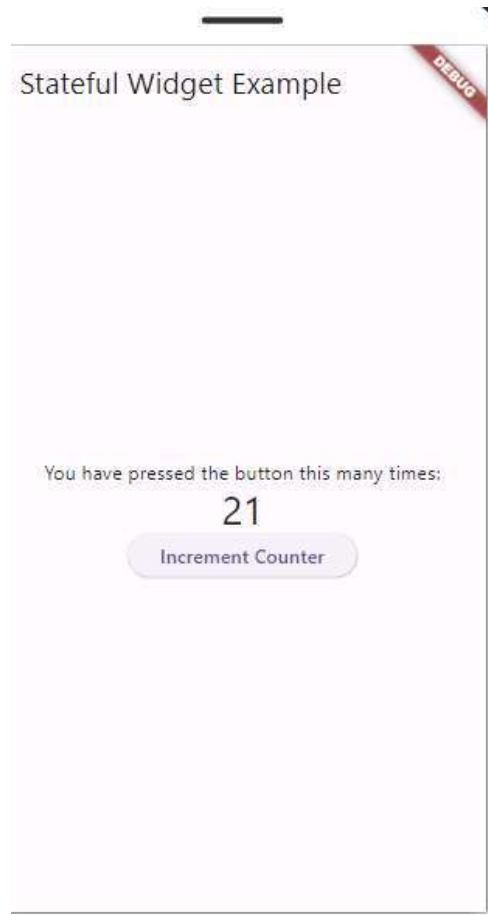 DEBUG
Stateful Widget Example
You have pressed the button this many times:
21
Increment Counter